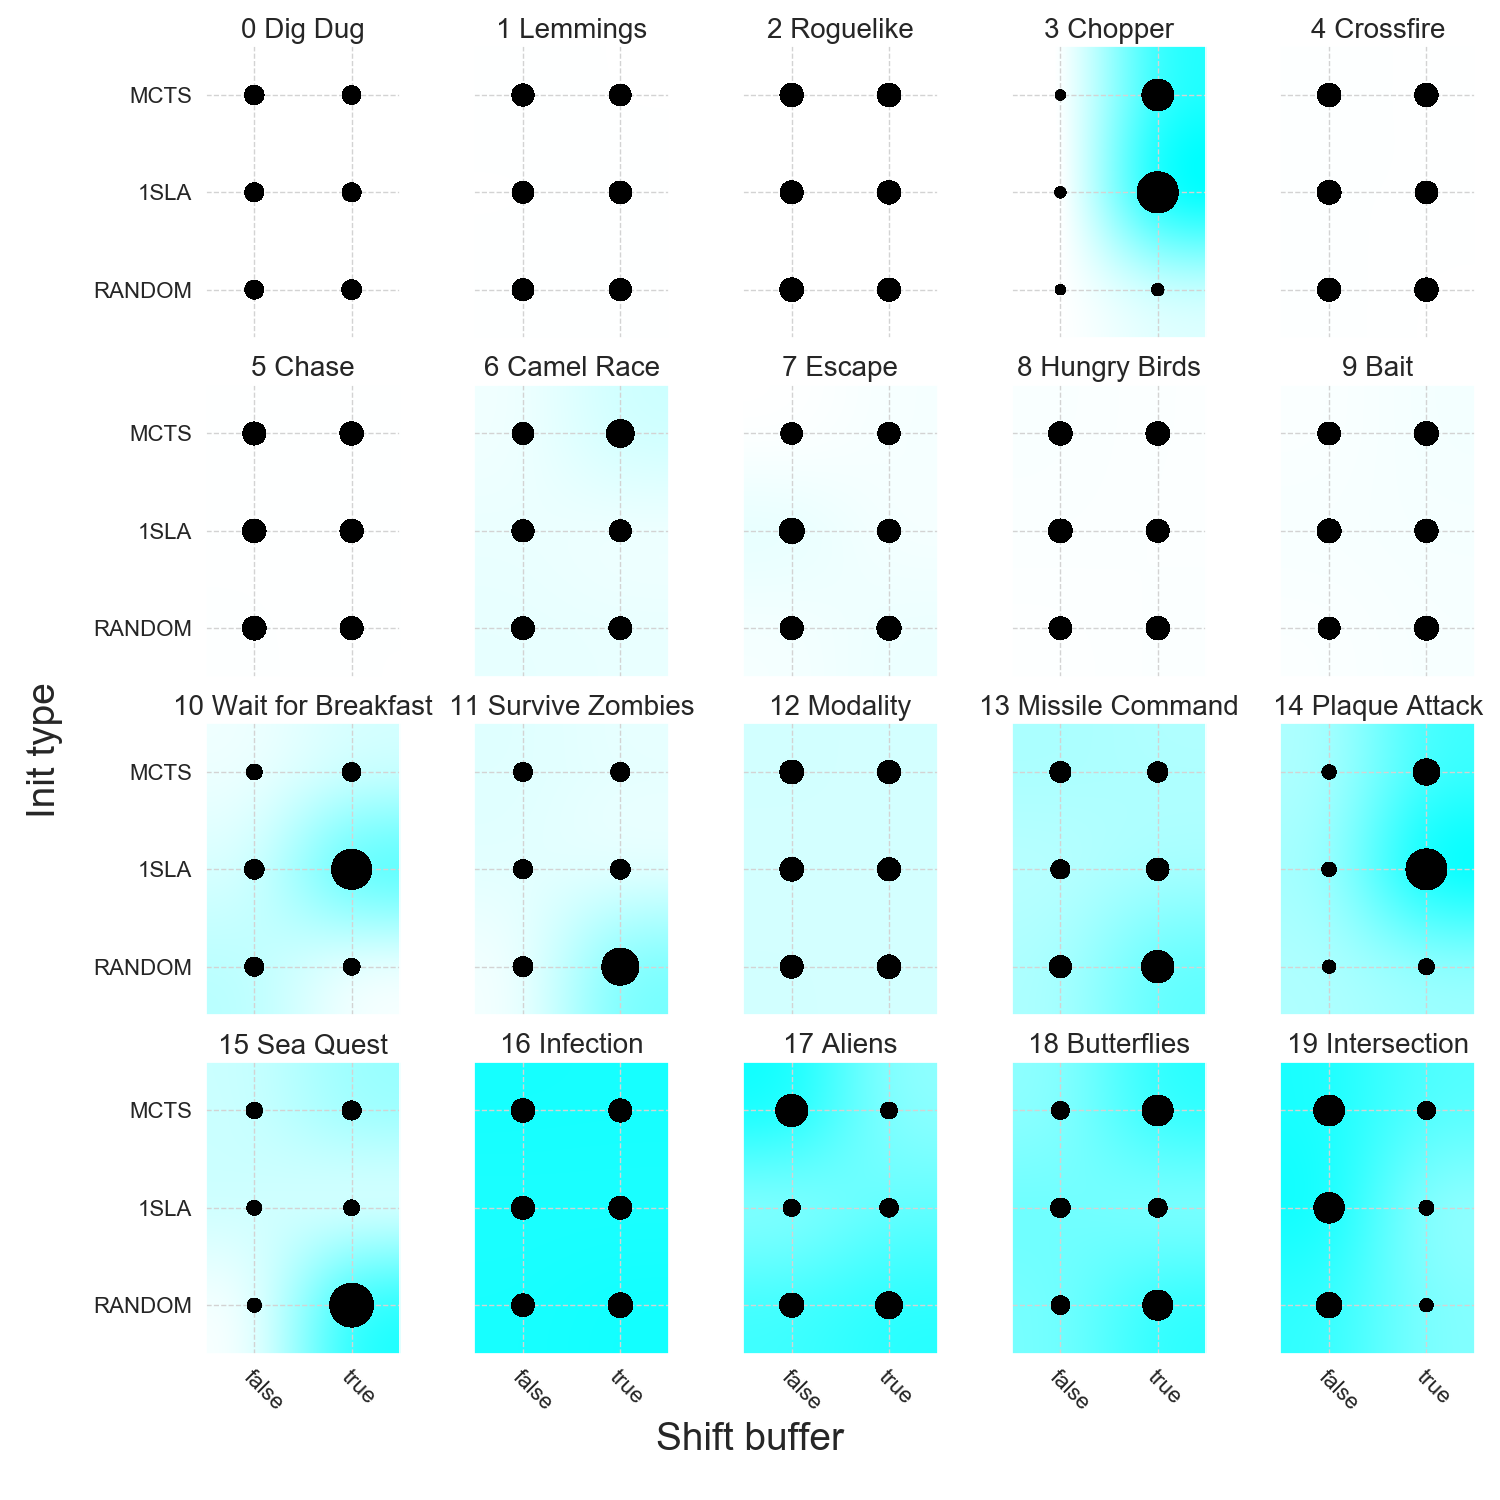 0 Dig Dug
1 Lemmings
2 Roguelike
3 Chopper
4 Crossfire
MCTS
1SLA
RANDOM
5 Chase
6 Camel Race
7 Escape
8 Hungry Birds
9 Bait
MCTS
1SLA
RANDOM
10 Wait for Breakfast
11 Survive Zombies
12 Modality
13 Missile Command
14 Plaque Attack
MCTS
1SLA
RANDOM
15 Sea Quest
16 Infection
17 Aliens
18 Butterflies
19 Intersection
MCTS
1SLA
RANDOM
false
true
false
true
false
true
false
true
false
true
Init type
Shift buffer